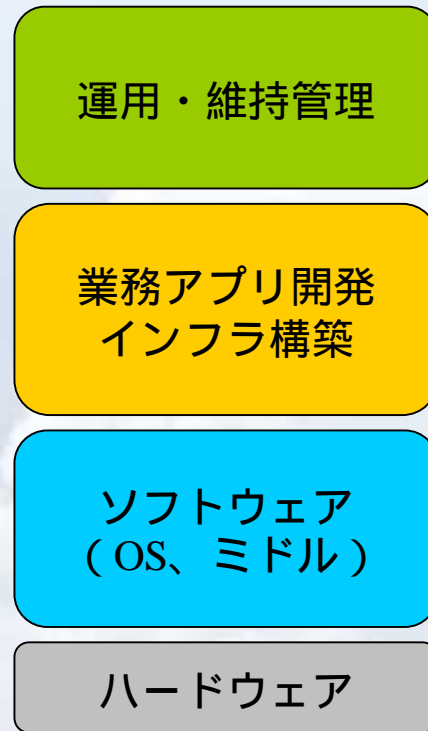 運用・維持管理
業務アプリ開発
インフラ構築
ソフトウェア
（OS、ミドル）
ハードウェア